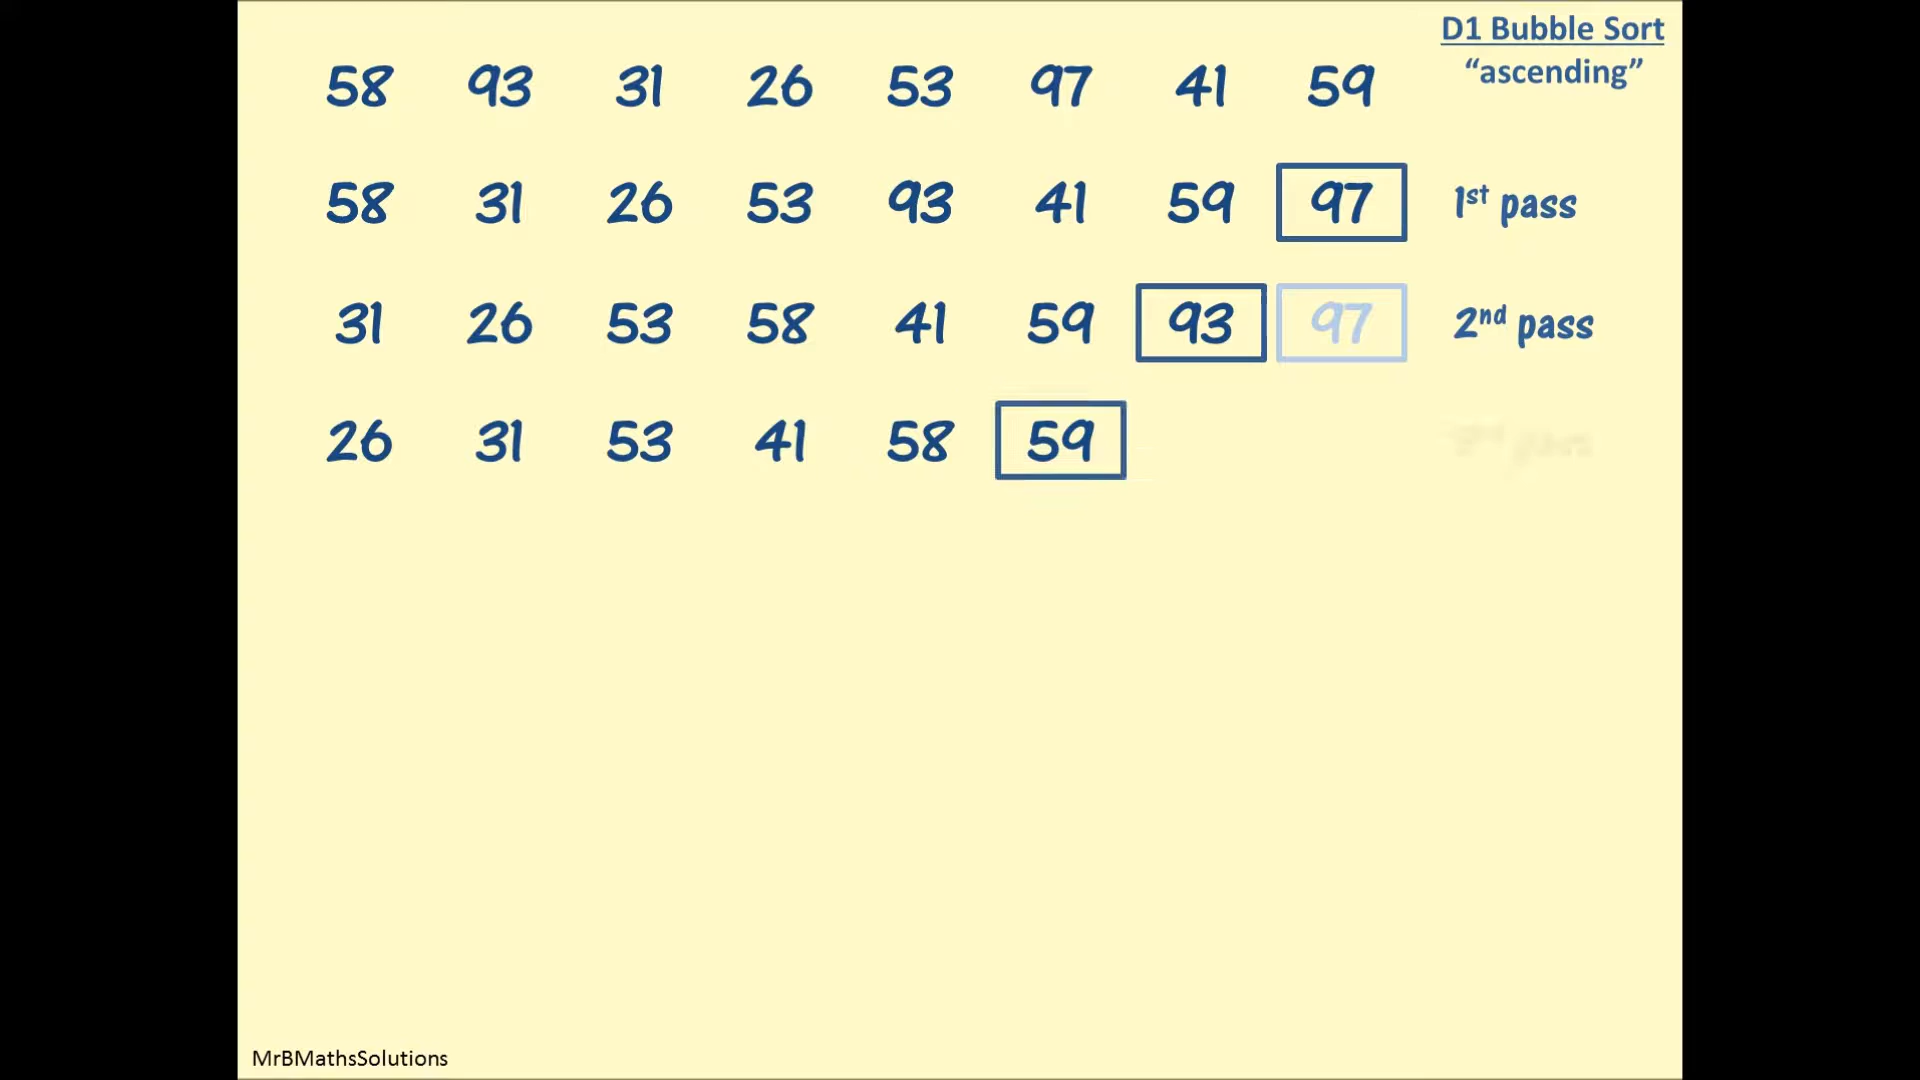 D1 Bubble Sort
“ascending”
58 93 31 26 53 97 41 59
58 31 26 53 93 41 59 97 1st pass
31 26 53 58 41 59 93 97 2nd pass
26 31 53 41 58 59
MrBMathsSolutions